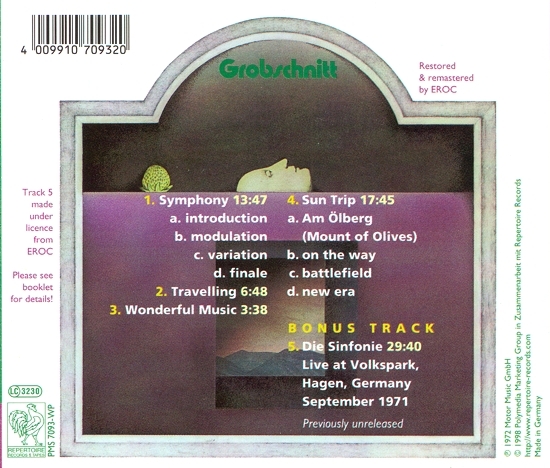 4 009910 709320
Grobschnitt
Restored
& remastered
by EROC
Track 5
made
under
licence
from
EROC
Please see
booklet
for details!
1. Symphony 13:47
a. introduction
b. modulation
c. variation
d. finale
2. Travelling 6:48
3. Wonderful Music 3:38
4. Sun Trip 17:45
a. Am Ölberg
(Mount of Olives)
b. on the way
c. battlefield
d. new era
BONUS TRACK
5. Die Sinfonie 29:40
Live at Volkspark,
Hagen, Germany
September 1971
Previously unreleased
LC 3230
REPERTOIRE
RECORDS & TAPES
PMS 7093-WP
℗ 1972 Motor Music GmbH
© 1998 Polymedia Marketing Group in Zusammenarbeit mit Repertoire Records
http://www.repertoire-records.com
Made in Germany